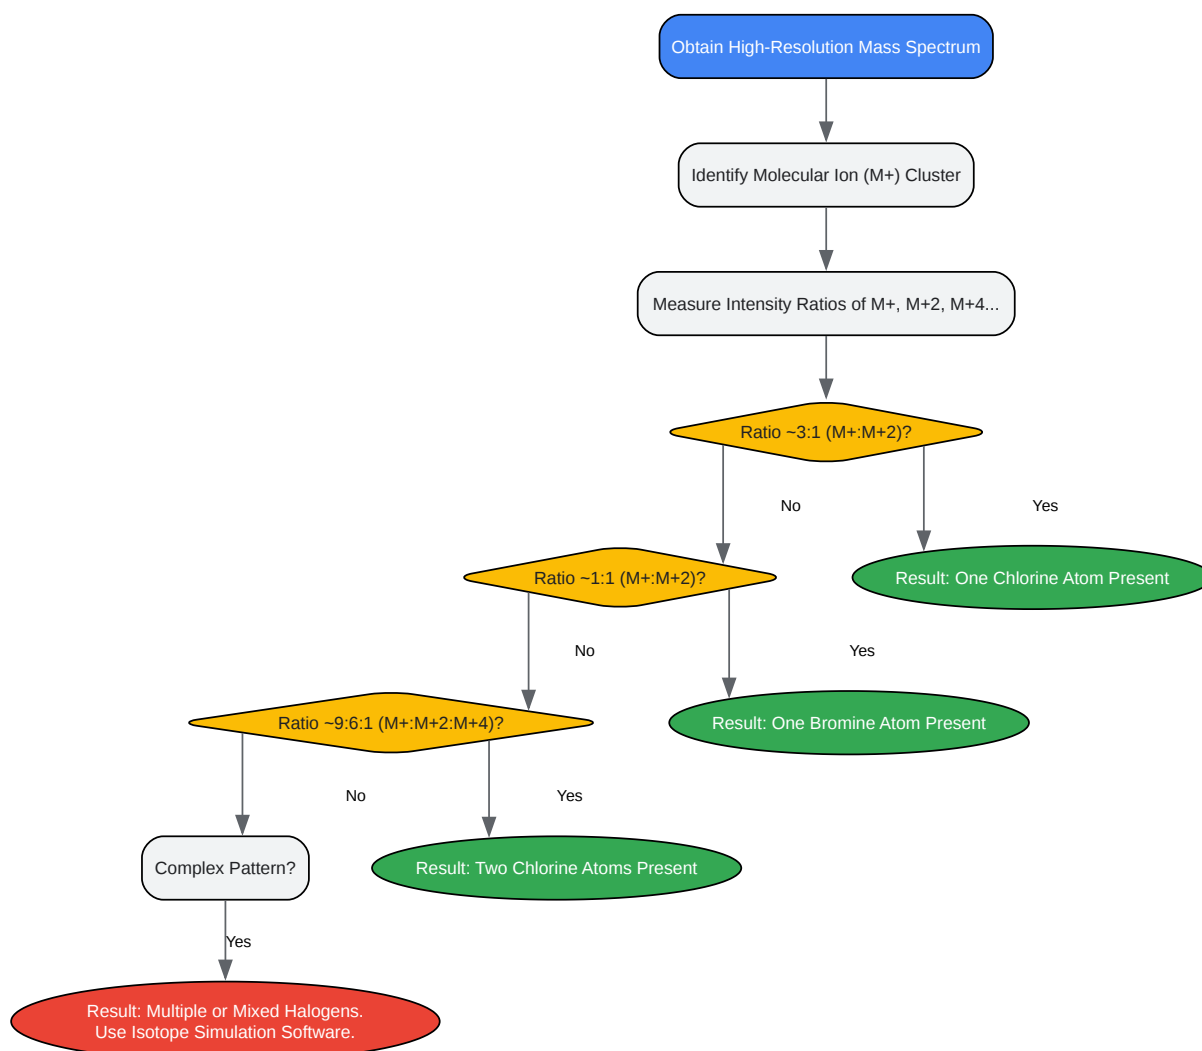 Obtain High-Resolution Mass Spectrum
Identify Molecular Ion (M+) Cluster
Measure Intensity Ratios of M+, M+2, M+4...
Ratio ~3:1 (M+:M+2)?
No
Yes
Ratio ~1:1 (M+:M+2)?
Result: One Chlorine Atom Present
No
Yes
Ratio ~9:6:1 (M+:M+2:M+4)?
Result: One Bromine Atom Present
No
Yes
Complex Pattern?
Result: Two Chlorine Atoms Present
Yes
Result: Multiple or Mixed Halogens.
Use Isotope Simulation Software.